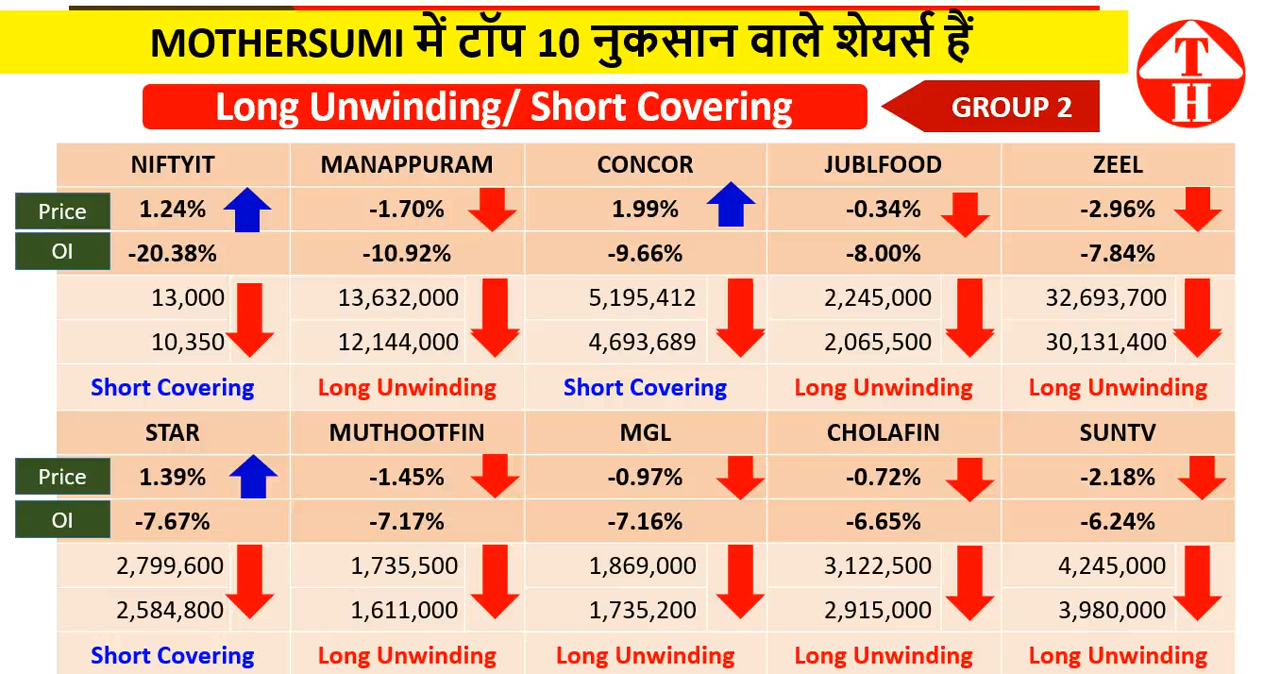 MOTHERSUMI में टॉप 10 नुकसान वाले शेयर्स हैं
T
H
Long Unwinding/ Short Covering
GROUP 2
NIFTYIT MANAPPURAM CONCOR JUBLFOOD ZEEL
Price 1.24% -1.70% 1.99% -0.34% -2.96%
OI -20.38% -10.92% -9.66% -8.00% -7.84%
13,000 13,632,000 5,195,412 2,245,000 32,693,700
10,350 12,144,000 4,693,689 2,065,500 30,131,400
Short Covering Long Unwinding Short Covering Long Unwinding Long Unwinding
STAR MUTHOOTFIN MGL CHOLAFIN SUNTV
Price 1.39% -1.45% -0.97% -0.72% -2.18%
OI -7.67% -7.17% -7.16% -6.65% -6.24%
2,799,600 1,735,500 1,869,000 3,122,500 4,245,000
2,584,800 1,611,000 1,735,200 2,915,000 3,980,000
Short Covering Long Unwinding Long Unwinding Long Unwinding Long Unwinding